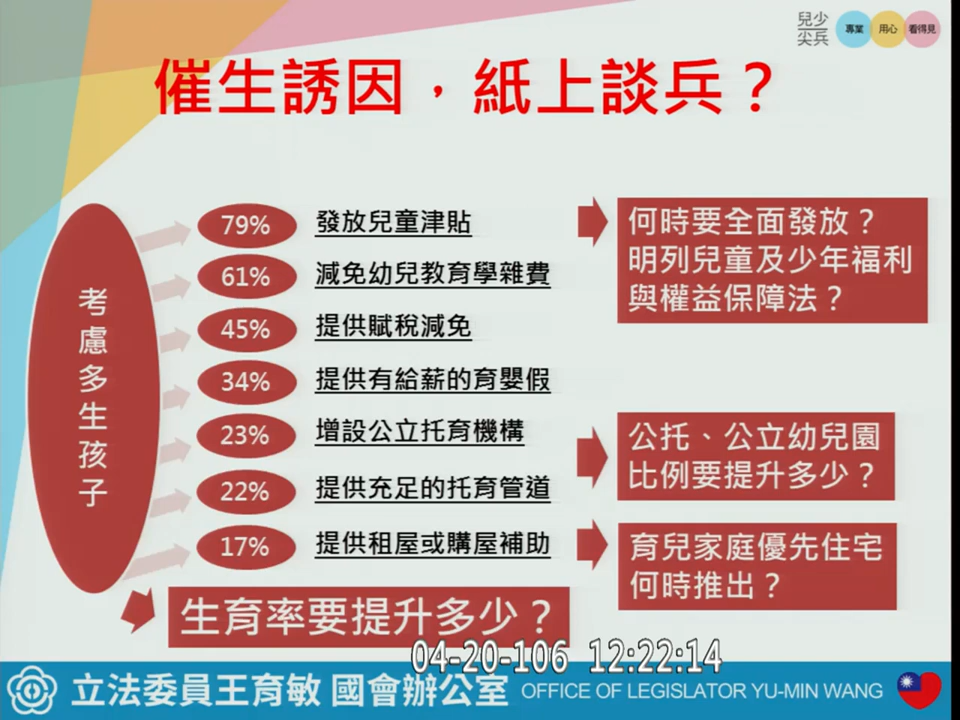 兒少
尖兵
專業 用心 看得見
催生誘因，紙上談兵？
考慮多生孩子
79% 發放兒童津貼
61% 減免幼兒教育學雜費
45% 提供賦稅減免
34% 提供有給薪的育嬰假
23% 增設公立托育機構
22% 提供充足的托育管道
17% 提供租屋或購屋補助
何時要全面發放？
明列兒童及少年福利
與權益保障法？
公托、公立幼兒園
比例要提升多少？
育兒家庭優先住宅
何時推出？
生育率要提升多少？
04-20-106 12:22:14
立法委員王育敏 國會辦公室 OFFICE OF LEGISLATOR YU-MIN WANG